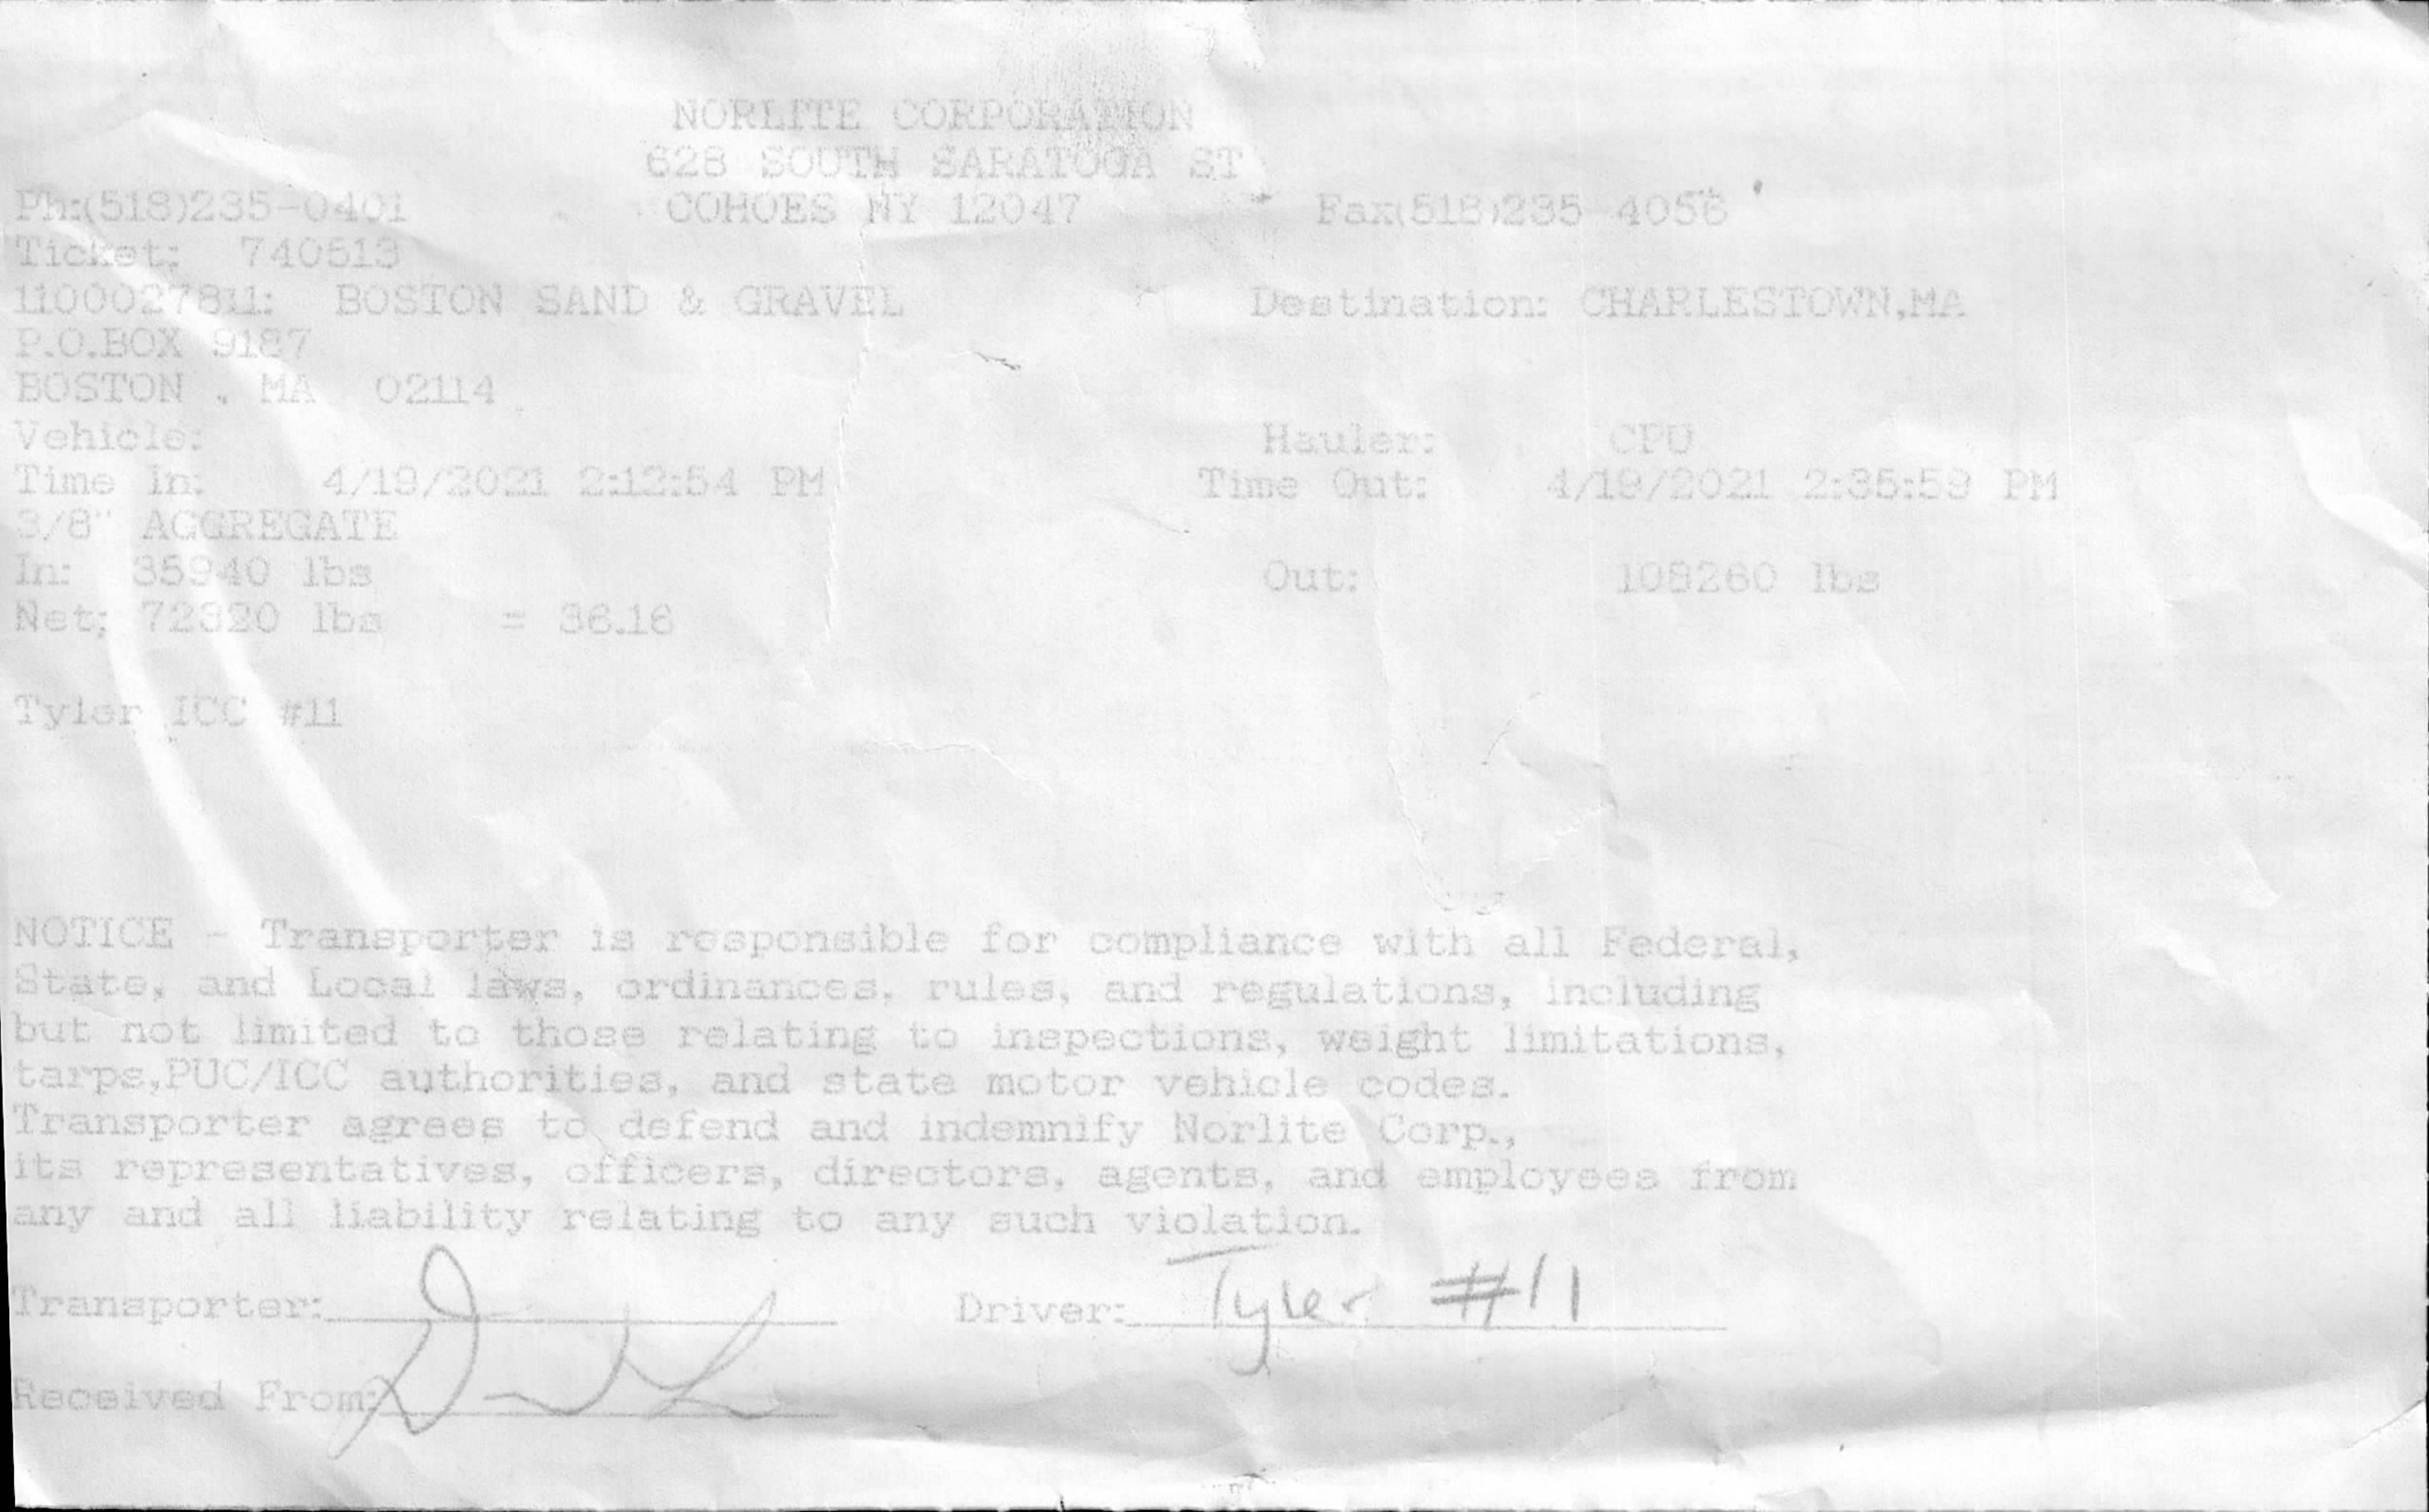 NORLITE CORPORATION
628 SOUTH SARATOGA ST
Ph:(518)235-0401 COHOES NY 12047 Fax(518)235-4056
Ticket: 740513
1100027811: BOSTON SAND & GRAVEL Destination: CHARLESTOWN,MA
P.O.BOX 9187
BOSTON , MA 02114
Vehicle: Hauler: CPU
Time In: 4/19/2021 2:12:54 PM Time Out: 4/19/2021 2:35:59 PM
3/8" AGGREGATE
In: 35940 lbs Out: 108260 lbs
Net: 72320 lbs = 36.16
Tyler ICC #11
NOTICE - Transporter is responsible for compliance with all Federal,
State, and Local laws, ordinances, rules, and regulations, including
but not limited to those relating to inspections, weight limitations,
tarps,PUC/ICC authorities, and state motor vehicle codes.
Transporter agrees to defend and indemnify Norlite Corp.,
its representatives, officers, directors, agents, and employees from
any and all liability relating to any such violation.
Transporter: Driver: Tyler #11
Received From: